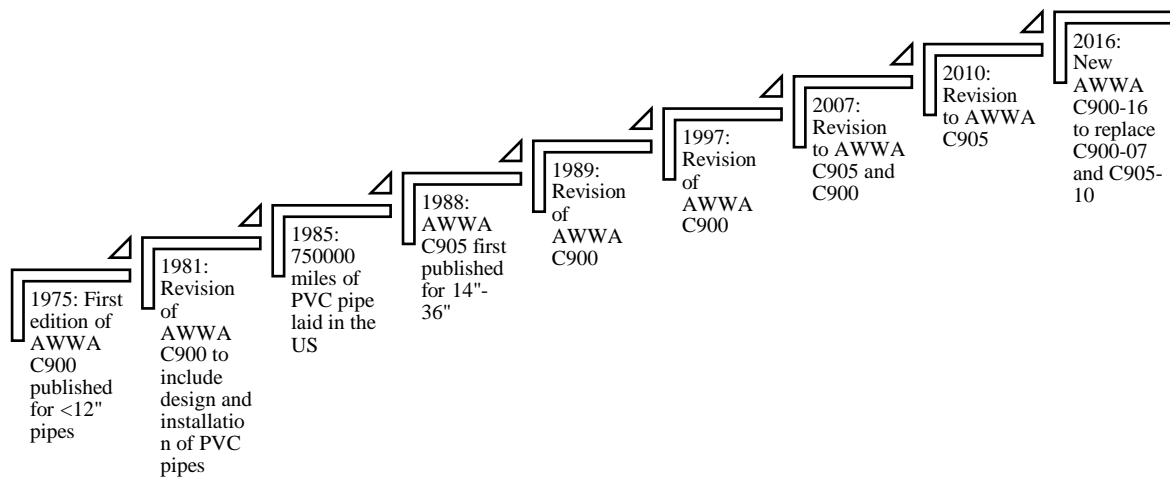 1975: First
edition of
AWWA
C900
published
for <12"
pipes
1981:
Revision
of
AWWA
C900 to
include
design and
installatio
n of PVC
pipes
1985:
750000
miles of
PVC pipe
laid in the
US
1988:
AWWA
C905 first
published
for 14"-
36"
1989:
Revision
of
AWWA
C900
1997:
Revision
of
AWWA
C900
2007:
Revision
to AWWA
C905 and
C900
2010:
Revision
to AWWA
C905
2016:
New
AWWA
C900-16
to replace
C900-07
and C905-
10